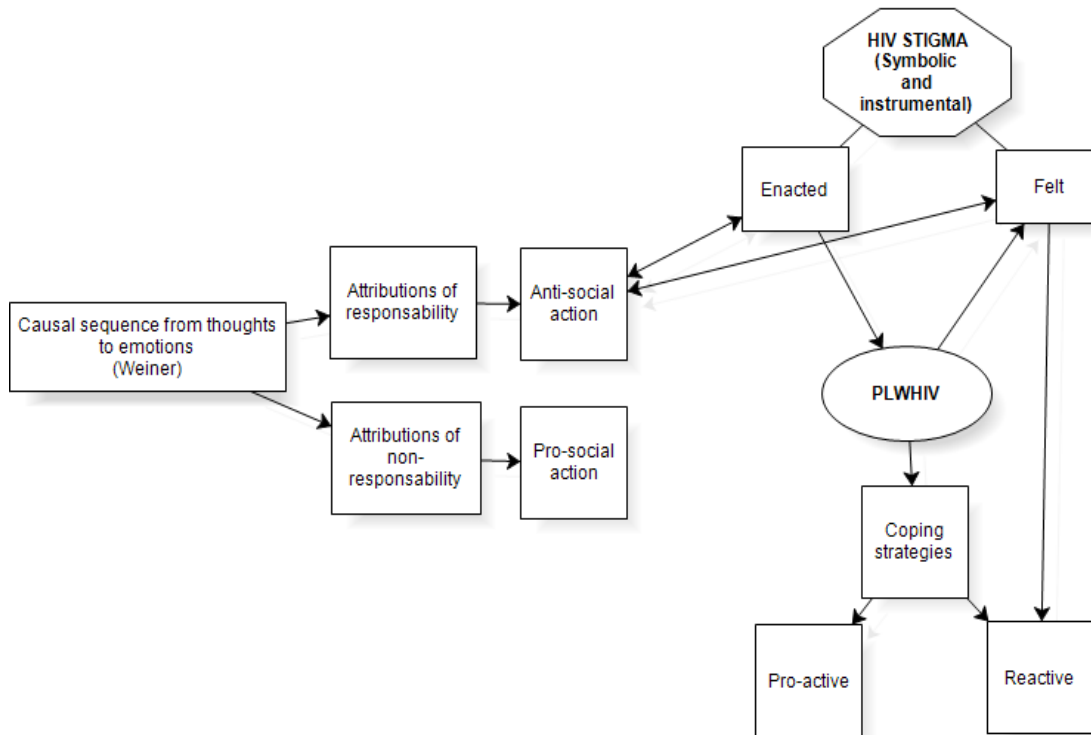 HIV STIGMA
(Symbolic
and
instrumental)
Enacted
Felt
Attributions of
responsability
Anti-social
action
Causal sequence from thoughts
to emotions
(Weiner)
PLWHIV
Attributions of
non-
responsability
Pro-social
action
Coping
strategies
Pro-active
Reactive